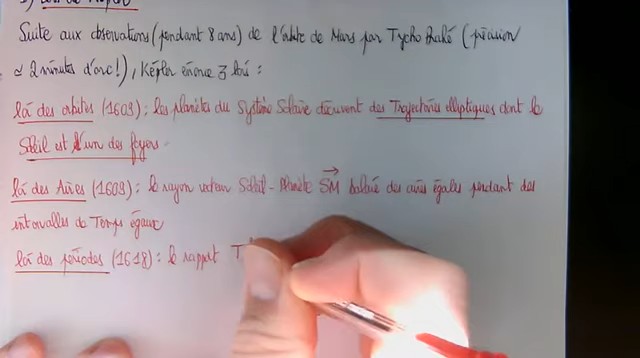 Suite aux observations (pendant 8 ans) de l'orbite de Mars par Tycho Brahé (précision
≃ 2 minutes d'arc!), Képler énonce 3 lois :
loi des orbites (1609) : les planètes du Système Solaire décrivent des Trajectoires elliptiques dont le
Soleil est l'un des foyers.
loi des Aires (1609) : le rayon vecteur Soleil-Planète SM balaie des aires égales pendant des
intervalles de Temps égaux
loi des périodes (1618) : le rapport T